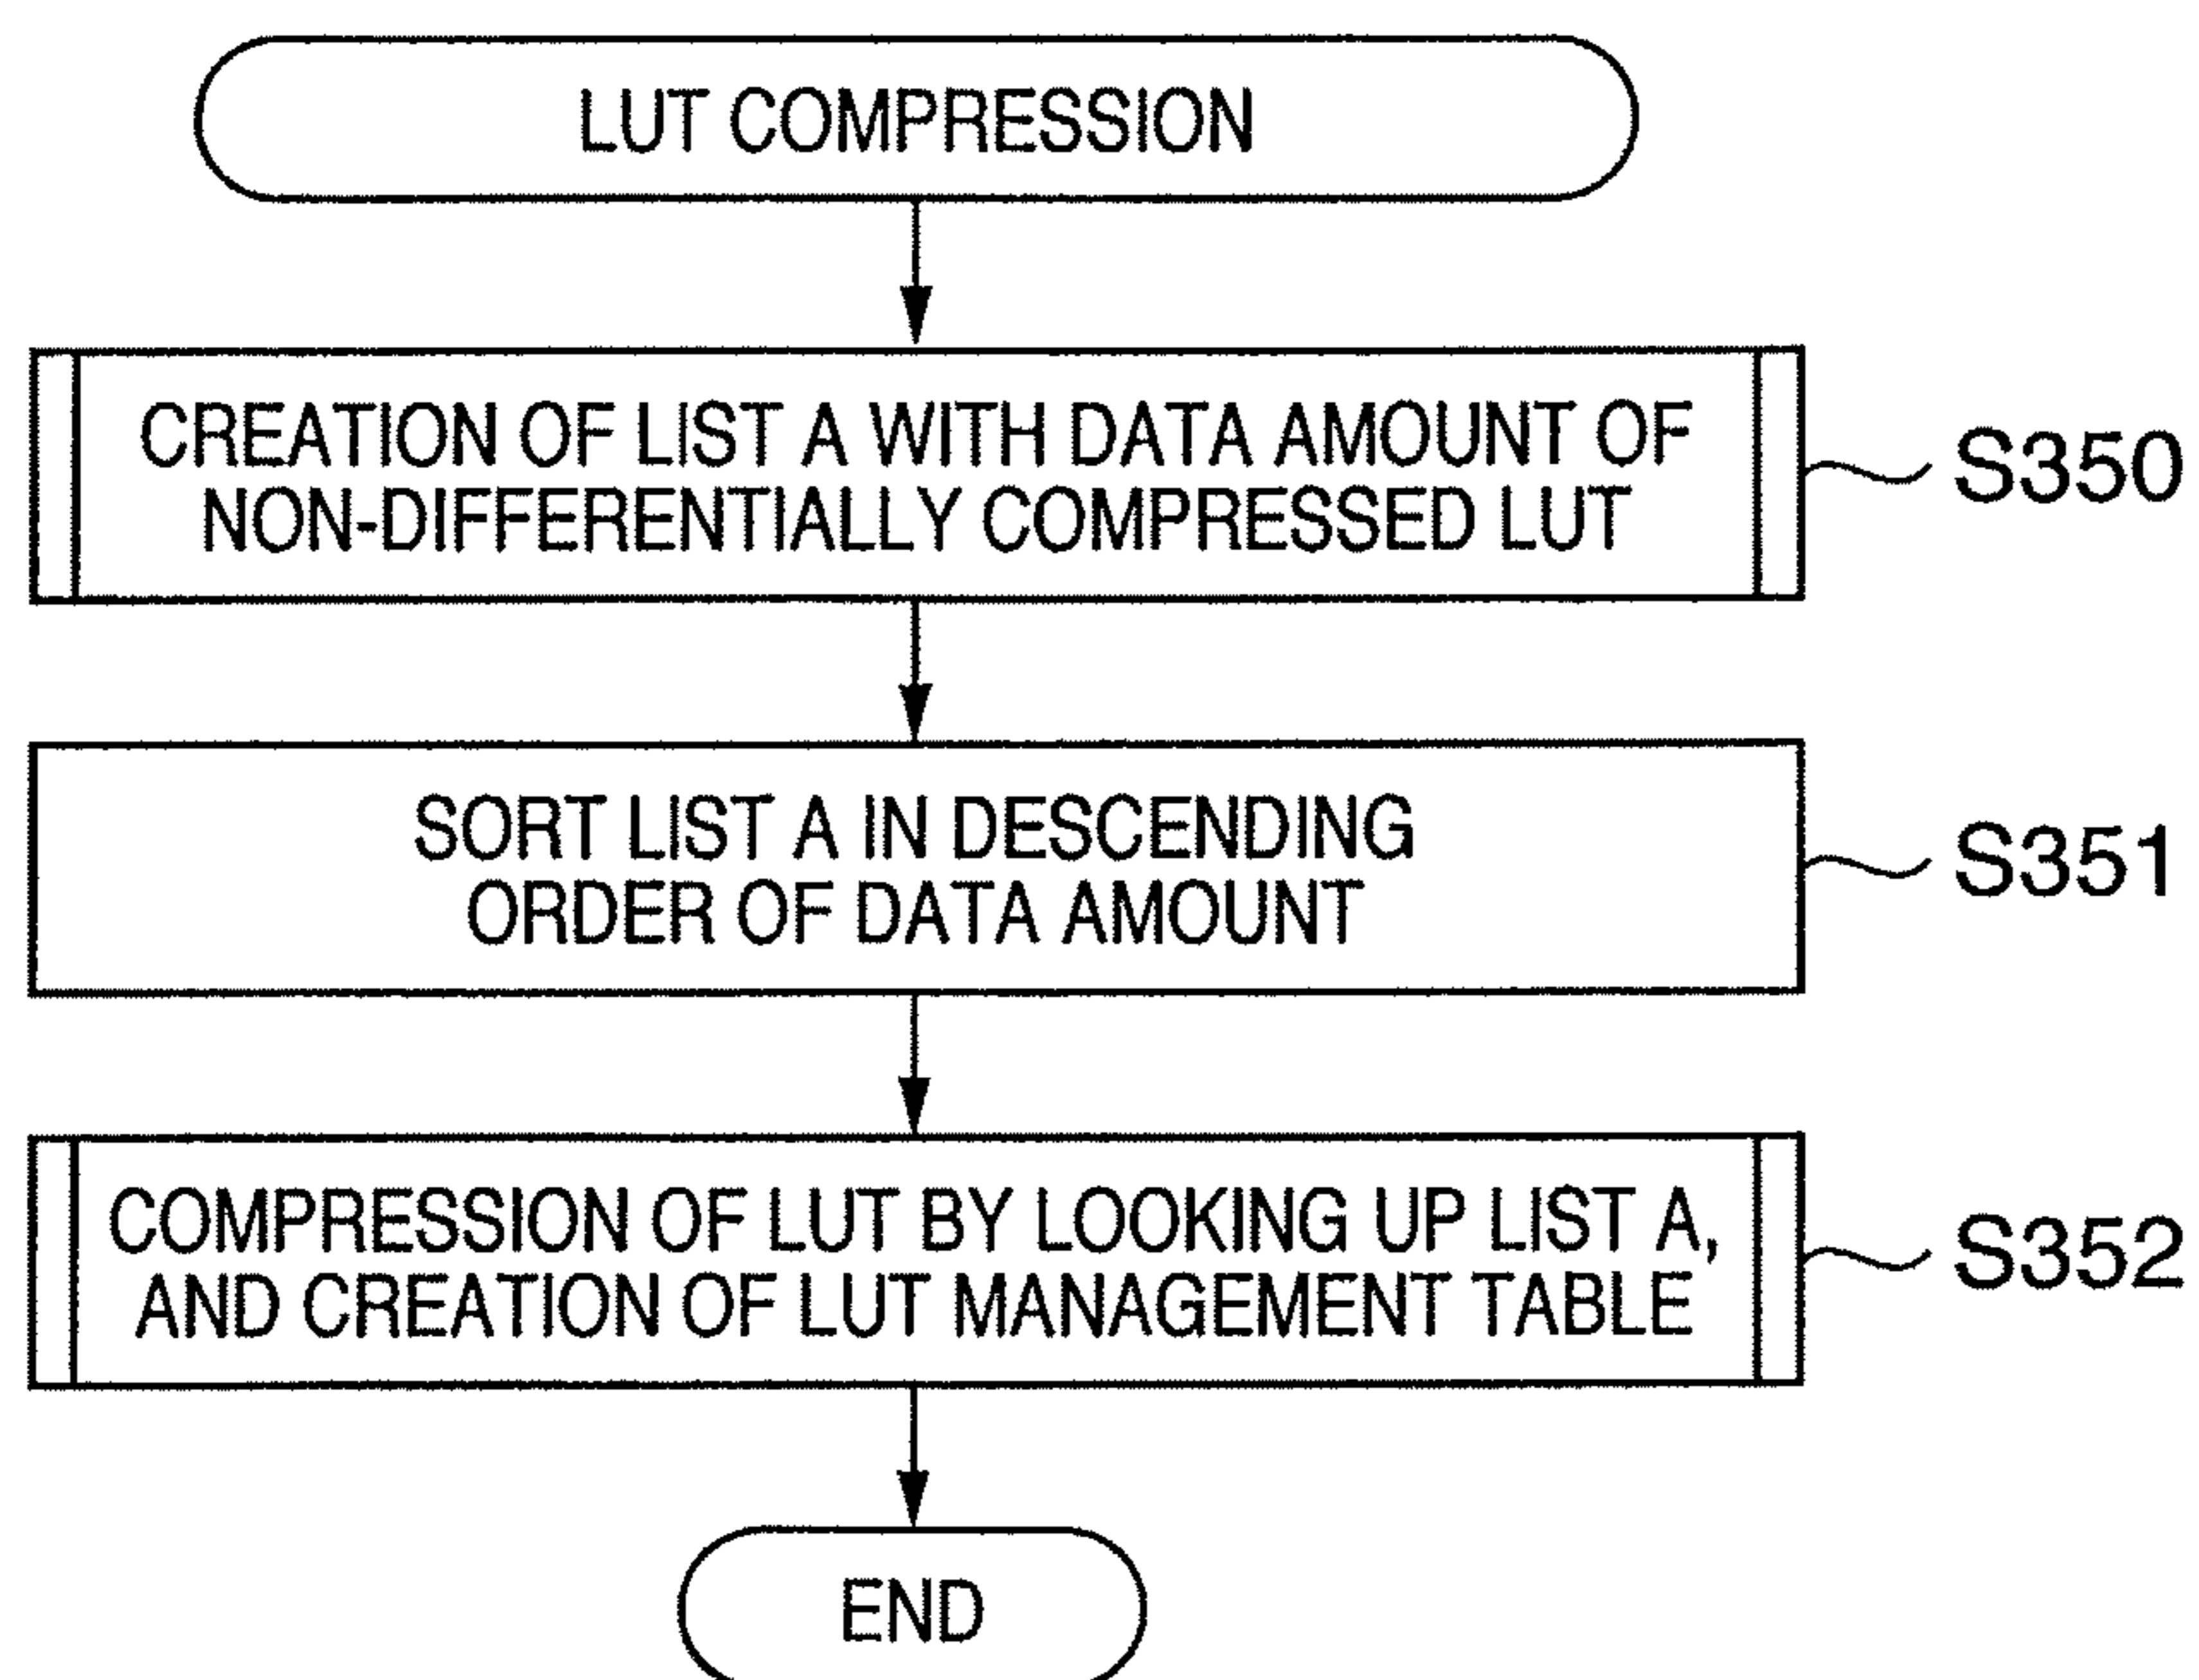 LUT COMPRESSION
CREATION OF LIST A WITH DATA AMOUNT OF
NON-DIFFERENTIALLY COMPRESSED LUT
S350
SORT LIST A IN DESCENDING
ORDER OF DATA AMOUNT
S351
COMPRESSION OF LUT BY LOOKING UP LIST A,
AND CREATION OF LUT MANAGEMENT TABLE
S352
END